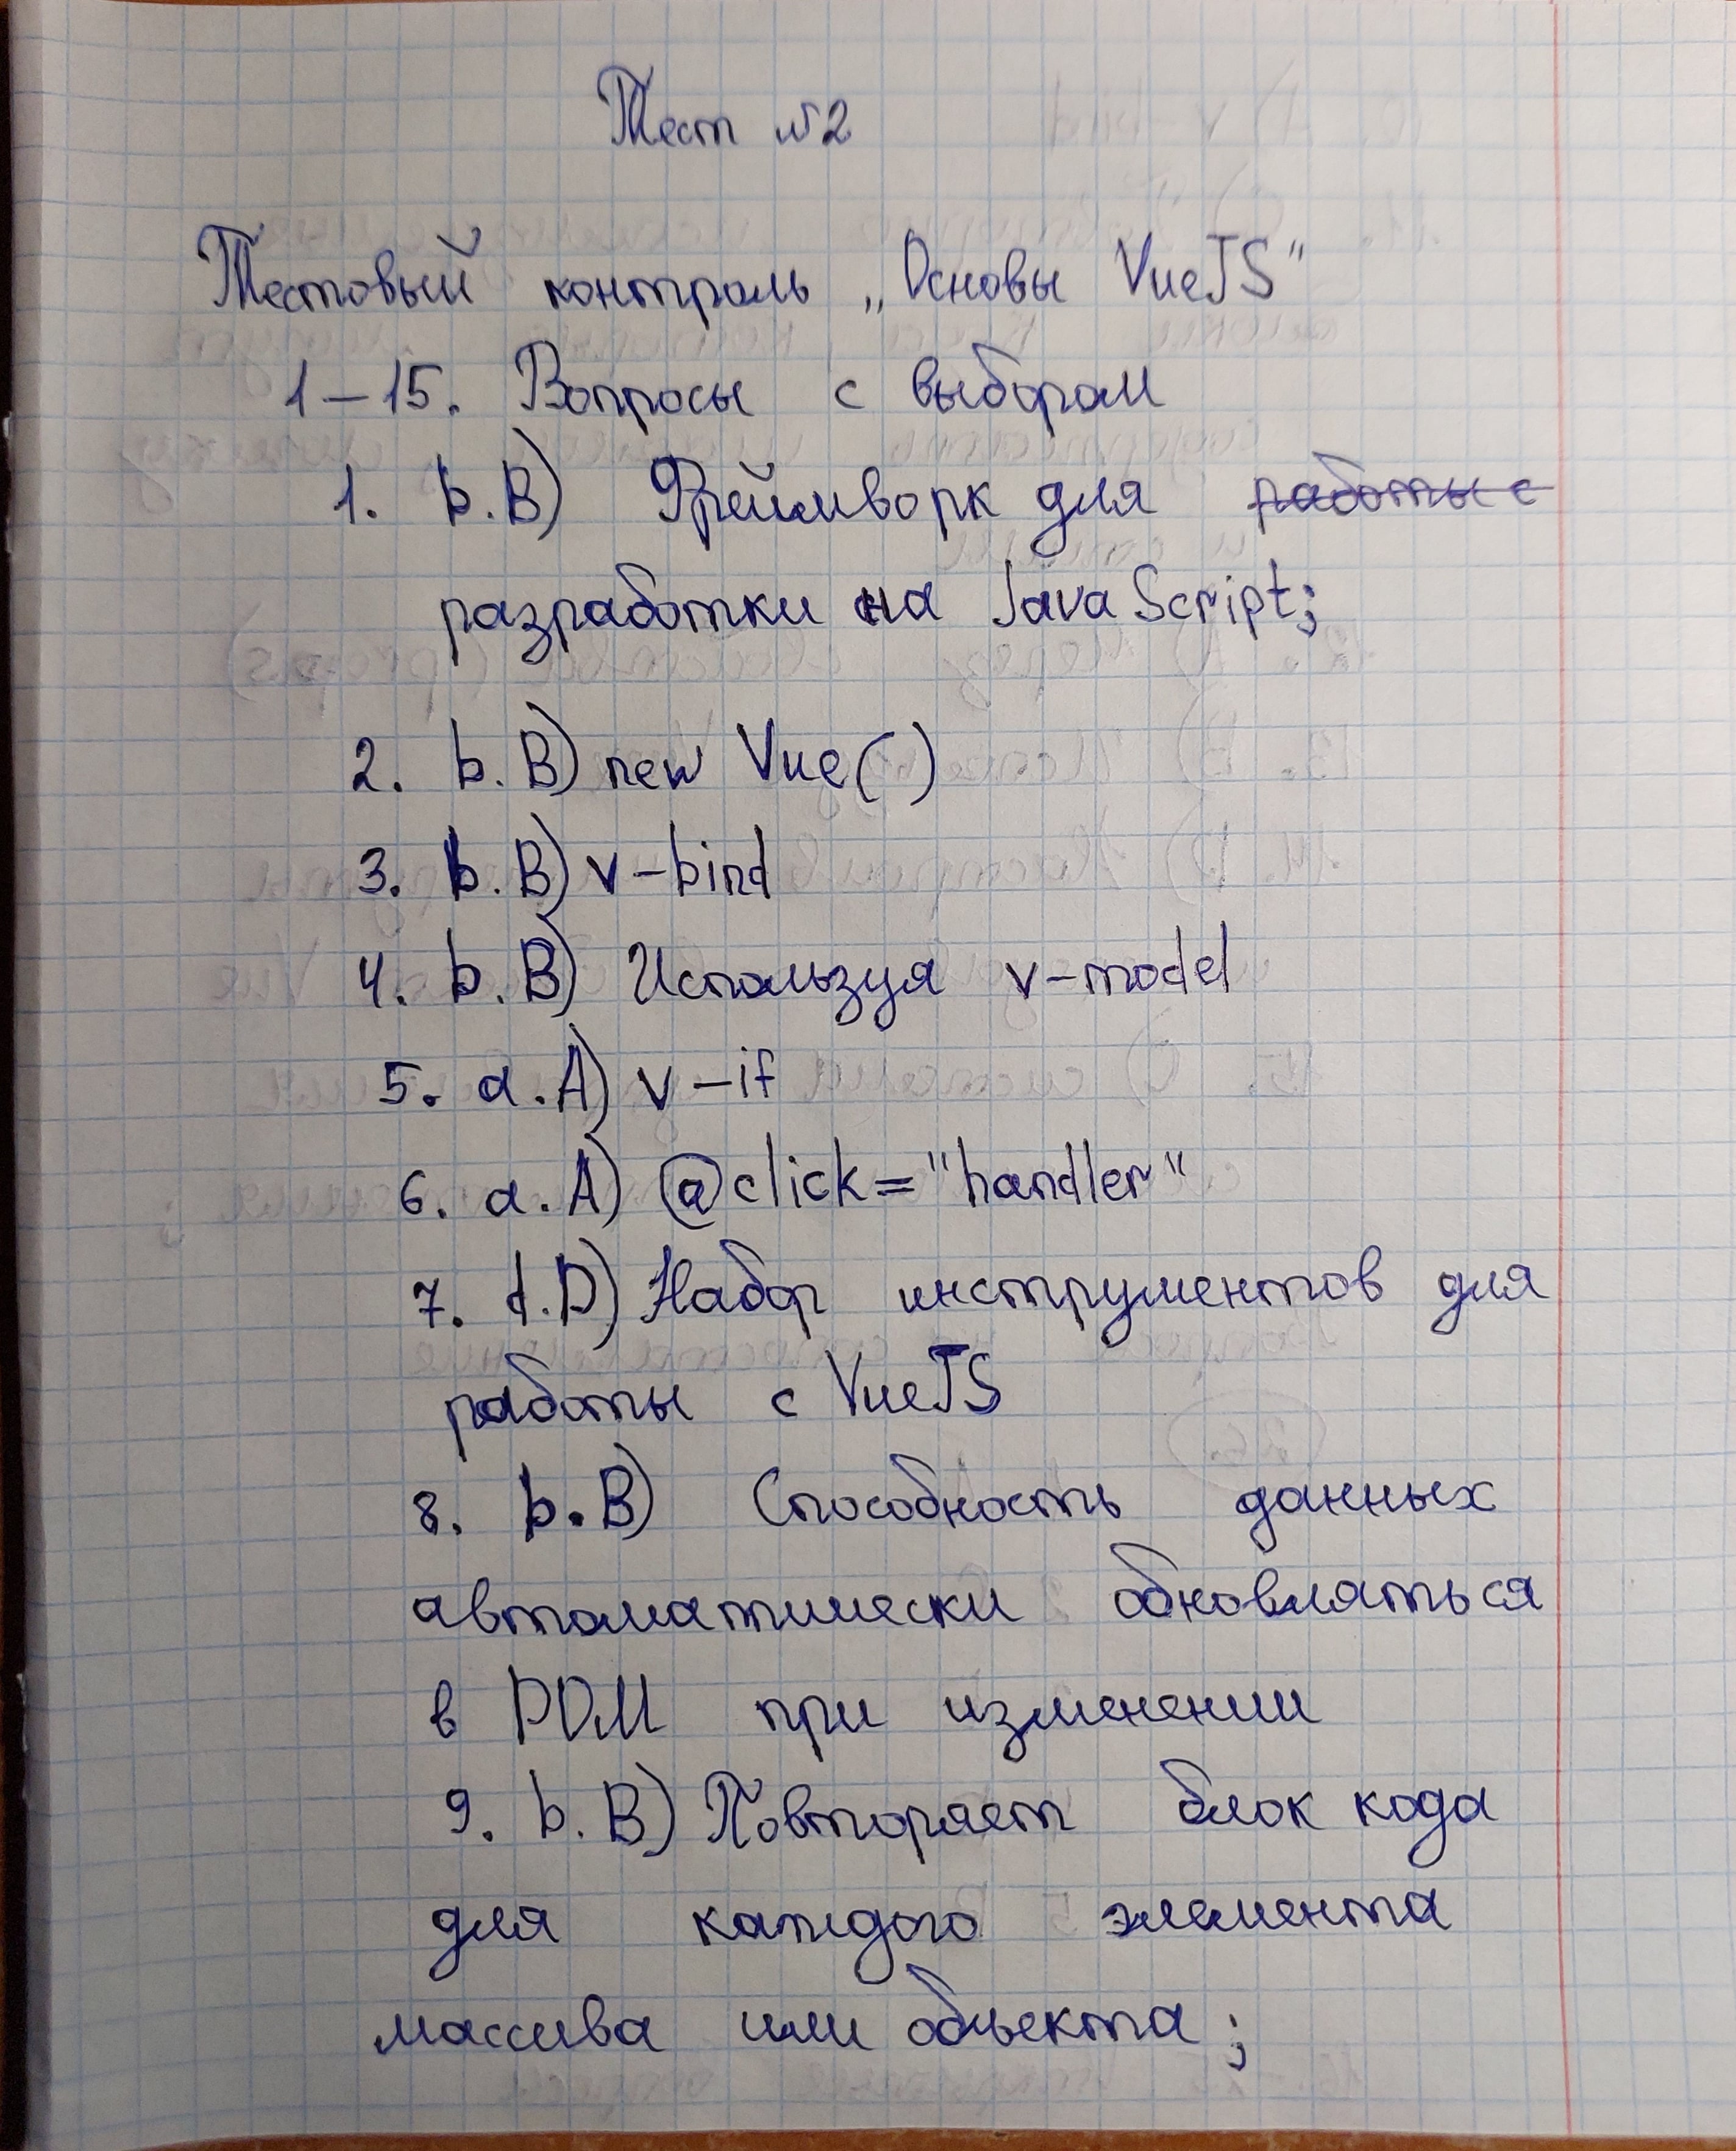 Тест №2
Тестовый контроль „Основы VueJS"
1-15. Вопросы с выбором
1. b.B) Фреймворк для работы с
разработки на JavaScript;
2. b.B) new Vue()
3. b.B) v-bind
4. b.B) Используя v-model
5. a.A) v-if
6. a.A) @click="handler"
7. d.D) Набор инструментов для
работы с VueJS
8. b.B) Способность данных
автоматически обновляться
в DOM при изменении
9. b.B) Повторяет блок кода
для каждого элемента
массива или объекта;